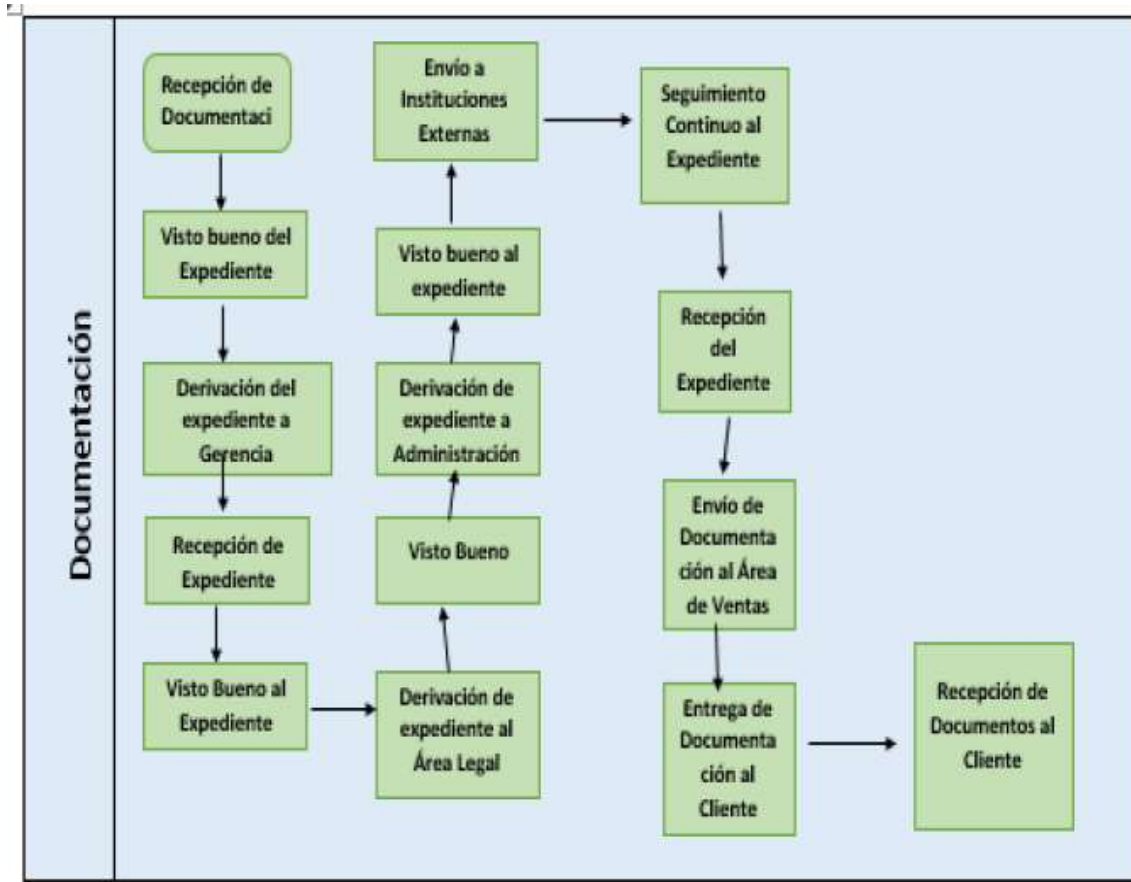 Documentación
Recepción de
Documentaci
Visto bueno del
Expediente
Derivación del
expediente a
Gerencia
Recepción de
Expediente
Visto Bueno al
Expediente
Derivación de
expediente al
Área Legal
Visto Bueno
Derivación de
expediente a
Administración
Visto bueno al
expediente
Envío a
Instituciones
Externas
Seguimiento
Continuo al
Expediente
Recepción
del
Expediente
Envío de
Documenta
ción al Área
de Ventas
Entrega de
Documenta
ción al
Cliente
Recepción de
Documentos al
Cliente